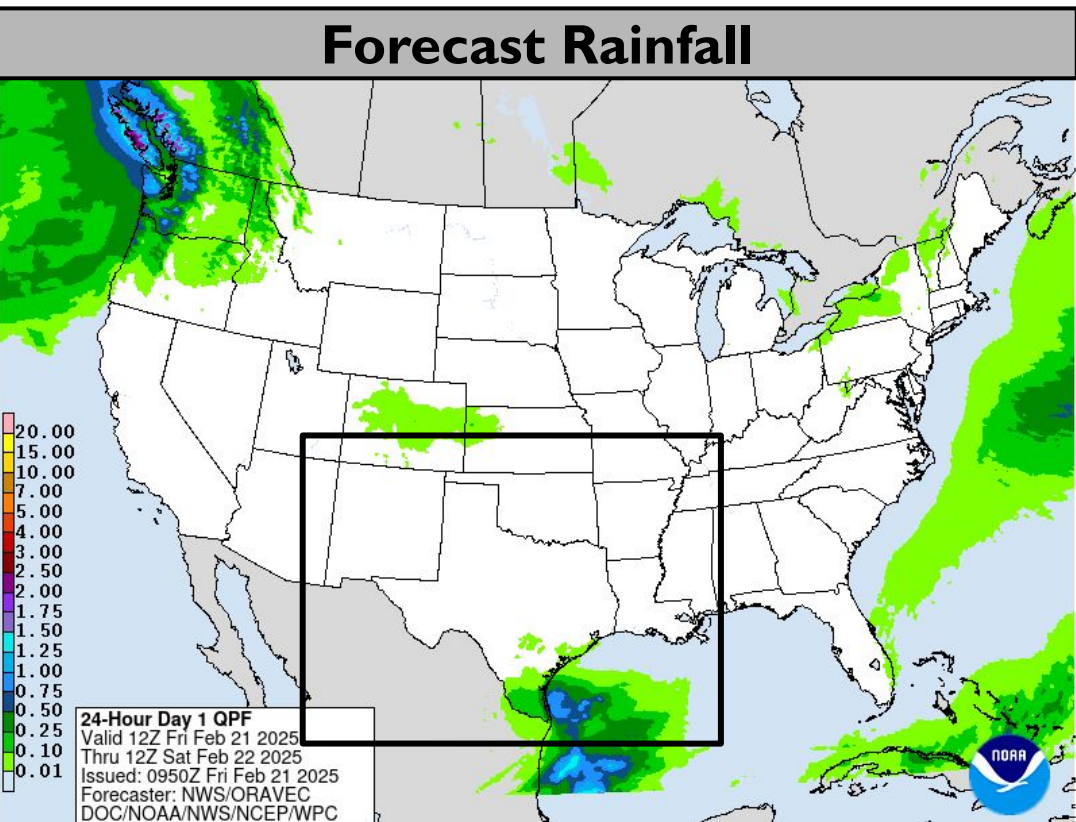 Forecast Rainfall
20.00
15.00
10.00
7.00
5.00
4.00
3.00
2.50
2.00
1.75
1.50
1.25
1.00
0.75
0.50
0.25
0.10
0.01
24-Hour Day 1 QPF
Valid 12Z Fri Feb 21 2025
Thru 12Z Sat Feb 22 2025
Issued: 0950Z Fri Feb 21 2025
Forecaster: NWS/ORAVEC
DOC/NOAA/NWS/NCEP/WPC
NOAA